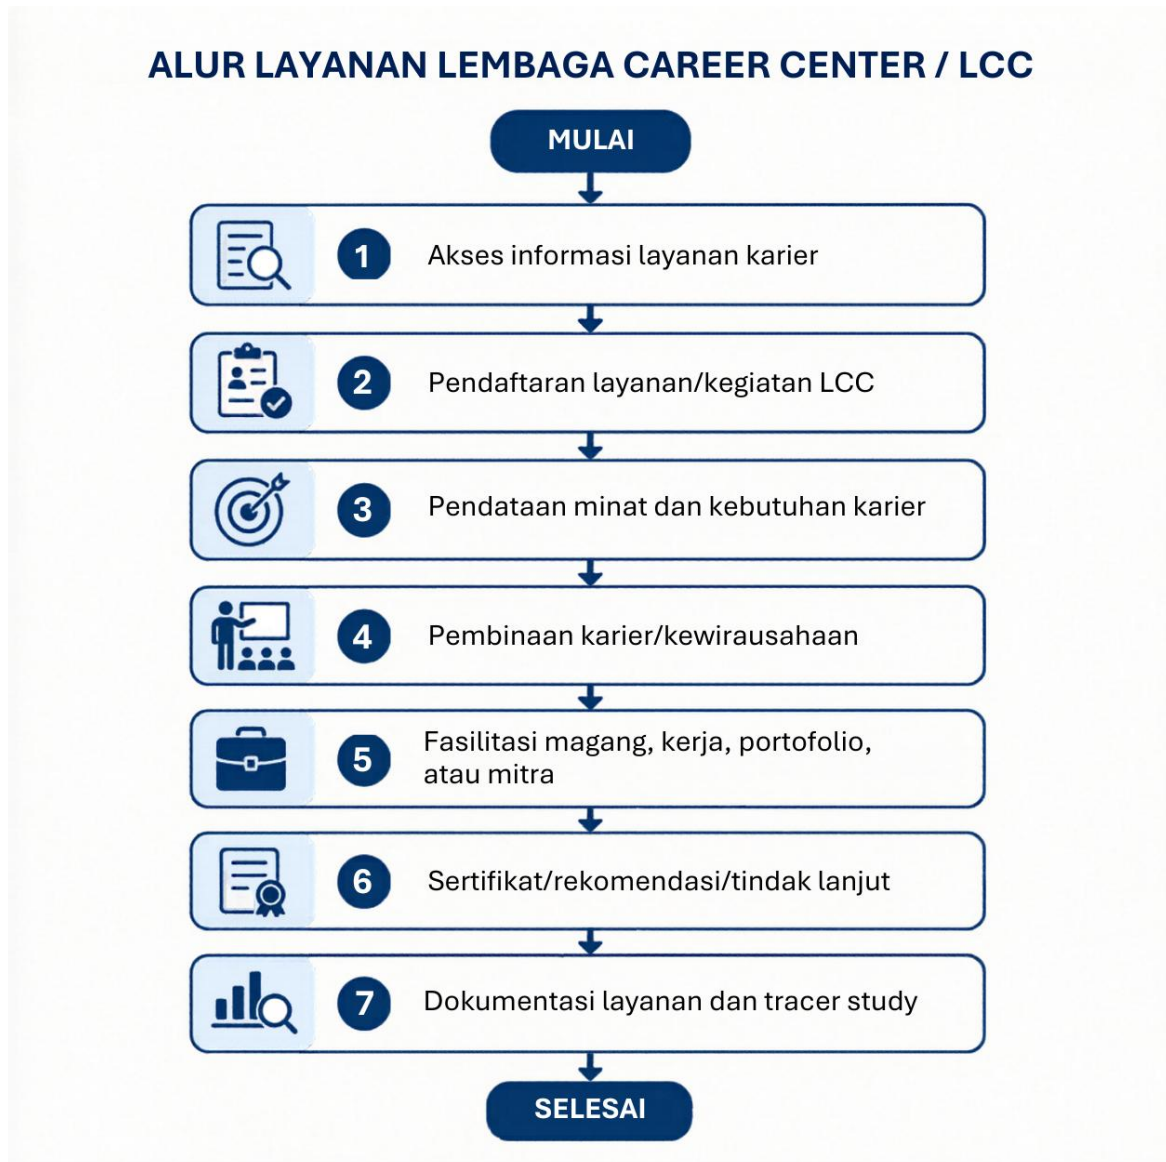 ALUR LAYANAN LEMBAGA CAREER CENTER / LCC
MULAI
1 Akses informasi layanan karier
2 Pendaftaran layanan/kegiatan LCC
3 Pendataan minat dan kebutuhan karier
4 Pembinaan karier/kewirausahaan
5 Fasilitasi magang, kerja, portofolio,
atau mitra
6 Sertifikat/rekomendasi/tindak lanjut
7 Dokumentasi layanan dan tracer study
SELESAI